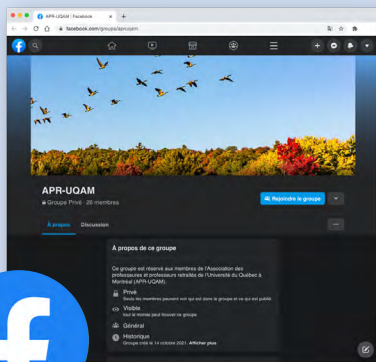 APR-UQAM | Facebook
facebook.com/groups/apruqam
APR-UQAM
Groupe Privé · 26 membres
Rejoindre le groupe
À propos
Discussion
À propos de ce groupe
Ce groupe est réservé aux membres de l'Association des
professeures et professeurs retraités de l'Université du Québec à
Montréal (APR-UQAM).
Privé
Seuls les membres peuvent voir qui est dans le groupe et ce qui est publié.
Visible
tout le monde peut trouver ce groupe.
Général
Historique
Groupe créé le 14 octobre 2021. Afficher plus